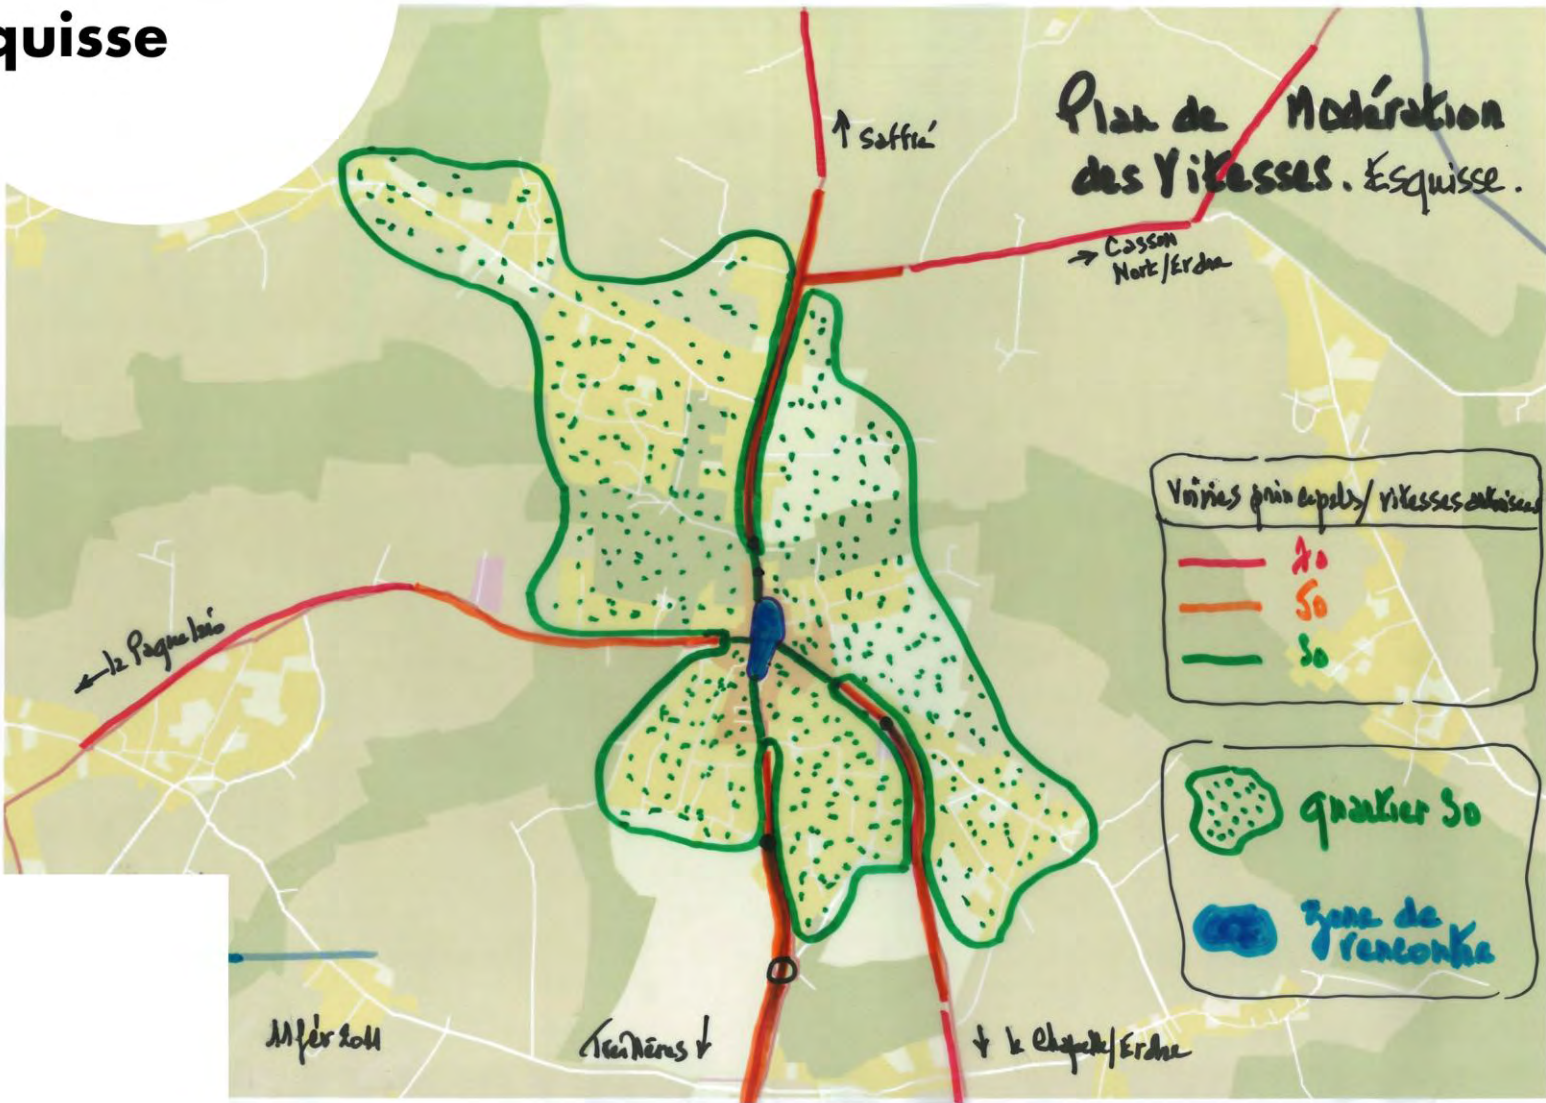 quisse
Plan de Modération
des Vitesses. Esquisse.
↑ Saffré
→ Casson
Nort/Erdre
Voiries principales/vitesses autorisées
70
50
30
← la Paquelais
quartier 30
Zone de
rencontre
11 fév 2011
Treillières ↓
↓ la Chapelle/Erdre